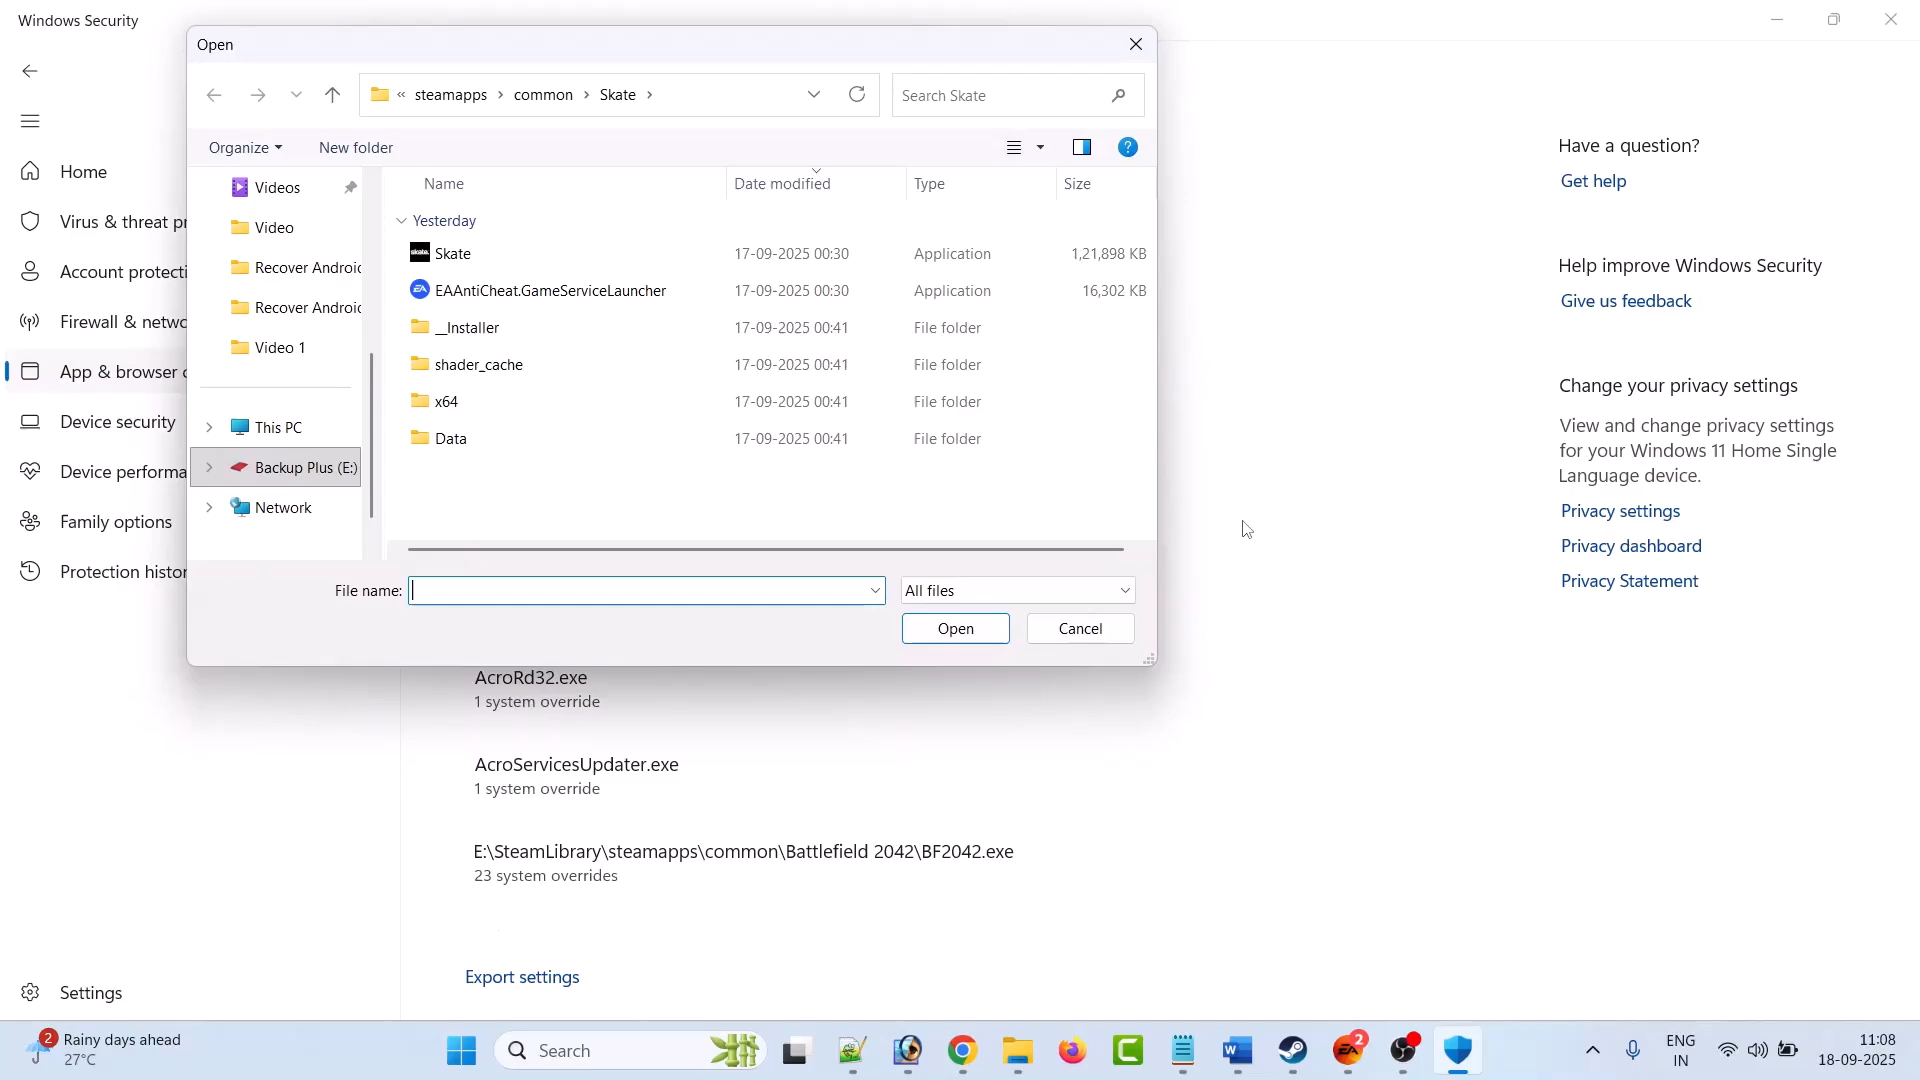 Windows Security
Open
« steamapps > common > Skate >
Search Skate
Organize
New folder
Name
Date modified
Type
Size
Yesterday
Skate 17-09-2025 00:30 Application 1,21,898 KB
EAAntiCheat.GameServiceLauncher 17-09-2025 00:30 Application 16,302 KB
__Installer 17-09-2025 00:41 File folder
shader_cache 17-09-2025 00:41 File folder
x64 17-09-2025 00:41 File folder
Data 17-09-2025 00:41 File folder
Videos
Video
Recover Android
Recover Android
Video 1
This PC
Backup Plus (E:)
Network
File name:
All files
Open
Cancel
Home
Virus & threat pr
Account protecti
Firewall & netwo
App & browser c
Device security
Device performa
Family options
Protection histor
Settings
AcroRd32.exe
1 system override
AcroServicesUpdater.exe
1 system override
E:\SteamLibrary\steamapps\common\Battlefield 2042\BF2042.exe
23 system overrides
Export settings
Have a question?
Get help
Help improve Windows Security
Give us feedback
Change your privacy settings
View and change privacy settings
for your Windows 11 Home Single
Language device.
Privacy settings
Privacy dashboard
Privacy Statement
2
Rainy days ahead
27°C
Search
2
ENG
IN
11:08
18-09-2025